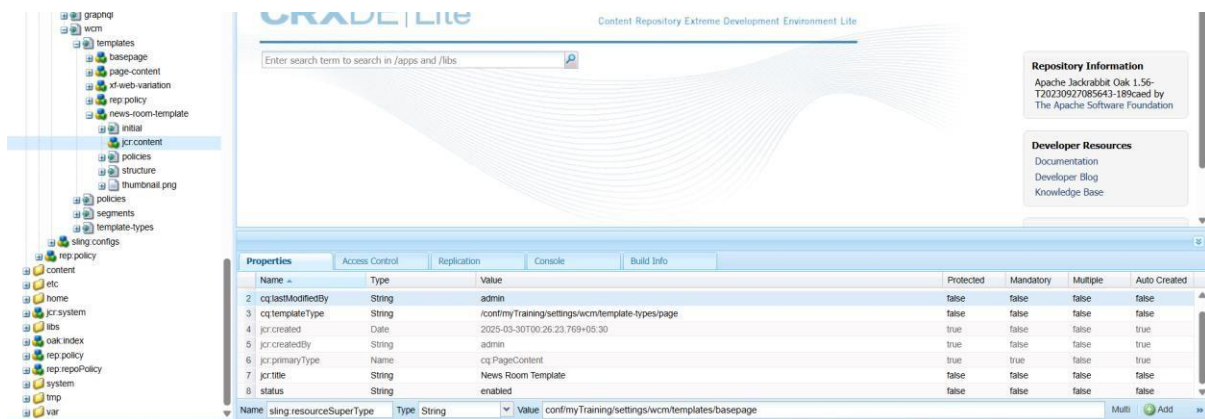 graphql
wcm
templates
basepage
page-content
xf-web-variation
rep:policy
news-room-template
initial
jcr:content
policies
structure
thumbnail.png
policies
segments
template-types
sling:configs
rep:policy
content
etc
home
jcr:system
libs
oak:index
rep:policy
rep:repoPolicy
system
tmp
var
CRXDE | Lite
Content Repository Extreme Development Environment Lite
Enter search term to search in /apps and /libs
Repository Information
Apache Jackrabbit Oak 1.56-
T20230927085643-189caed by
The Apache Software Foundation
Developer Resources
Documentation
Developer Blog
Knowledge Base
Properties Access Control Replication Console Build Info
Name Type Value Protected Mandatory Multiple Auto Created
2 cq:lastModifiedBy String admin false false false false
3 cq:templateType String /conf/myTraining/settings/wcm/template-types/page false false false false
4 jcr:created Date 2025-03-30T00:26:23.769+05:30 true false false true
5 jcr:createdBy String admin true false false true
6 jcr:primaryType Name cq:PageContent true true false true
7 jcr:title String News Room Template false false false false
8 status String enabled false false false false
Name sling:resourceSuperType Type String Value conf/myTraining/settings/wcm/templates/basepage Multi Add »